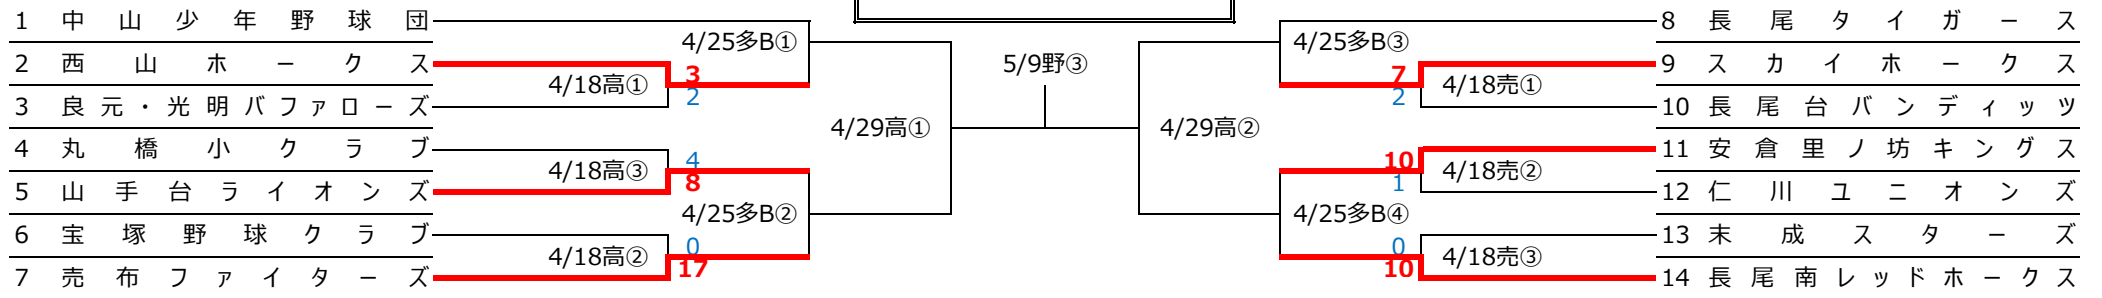 1 中山少年野球団
2 西山ホークス
3 良元・光明バファローズ
4 丸橋小クラブ
5 山手台ライオンズ
6 宝塚野球クラブ
7 売布ファイターズ
4/18高①
3
2
4/18高③
4
8
4/18高②
0
17
4/25多B①
4/25多B②
4/29高①
5/9野③
4/29高②
4/25多B③
4/25多B④
7
2
4/18売①
10
1
4/18売②
0
10
4/18売③
8 長尾タイガース
9 スカイホークス
10 長尾台バンディッツ
11 安倉里ノ坊キングス
12 仁川ユニオンズ
13 末成スターズ
14 長尾南レッドホークス